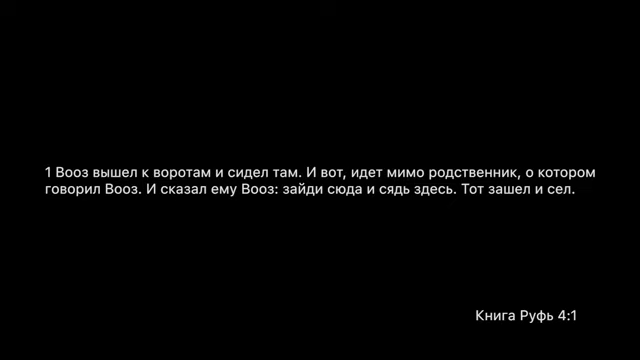 1 Вооз вышел к воротам и сидел там. И вот, идет мимо родственник, о котором
говорил Вооз. И сказал ему Вооз: зайди сюда и сядь здесь. Тот зашел и сел.
Книга Руфь 4:1